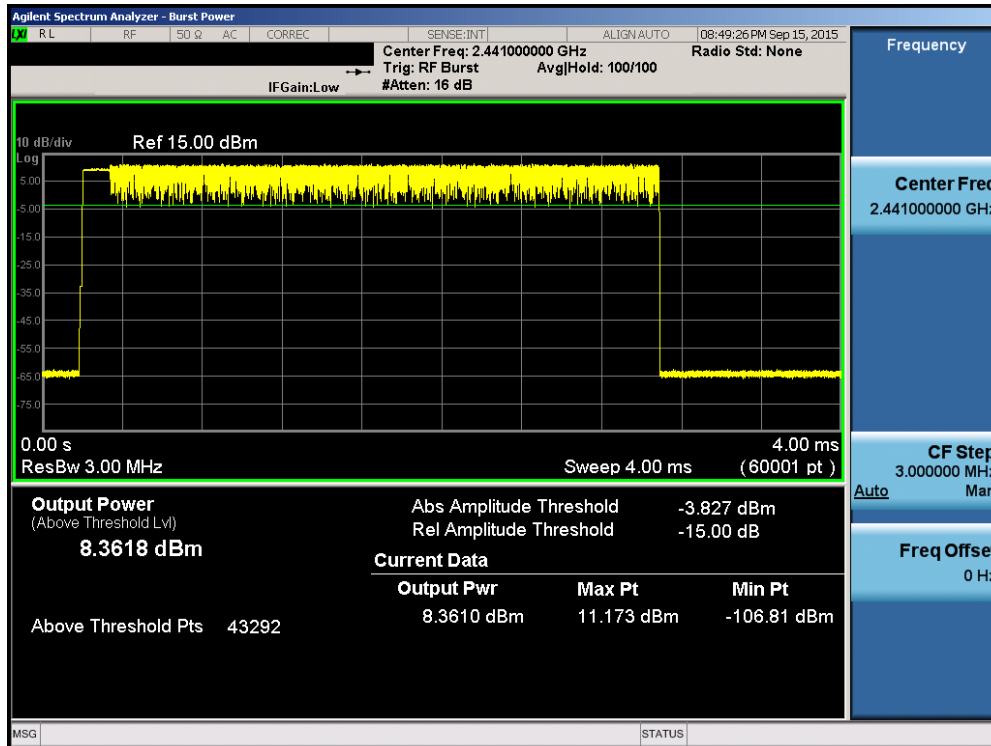 Agilent Spectrum Analyzer - Burst Power
LXI RL RF 50 Ω AC CORREC SENSE:INT ALIGN AUTO 08:49:26 PM Sep 15, 2015
Center Freq: 2.441000000 GHz Radio Std: None
Trig: RF Burst Avg|Hold: 100/100
IFGain:Low #Atten: 16 dB
Frequency
10 dB/div Ref 15.00 dBm
Log
5.00
-5.00
-15.0
-25.0
-35.0
-45.0
-55.0
-65.0
-75.0
0.00 s 4.00 ms
ResBw 3.00 MHz Sweep 4.00 ms (60001 pt)
Output Power
(Above Threshold Lvl)
8.3618 dBm
Above Threshold Pts 43292
Abs Amplitude Threshold -3.827 dBm
Rel Amplitude Threshold -15.00 dB
Current Data
Output Pwr Max Pt Min Pt
8.3610 dBm 11.173 dBm -106.81 dBm
Center Freq
2.441000000 GHz
CF Step
3.000000 MHz
Auto Man
Freq Offse
0 Hz
MSG STATUS